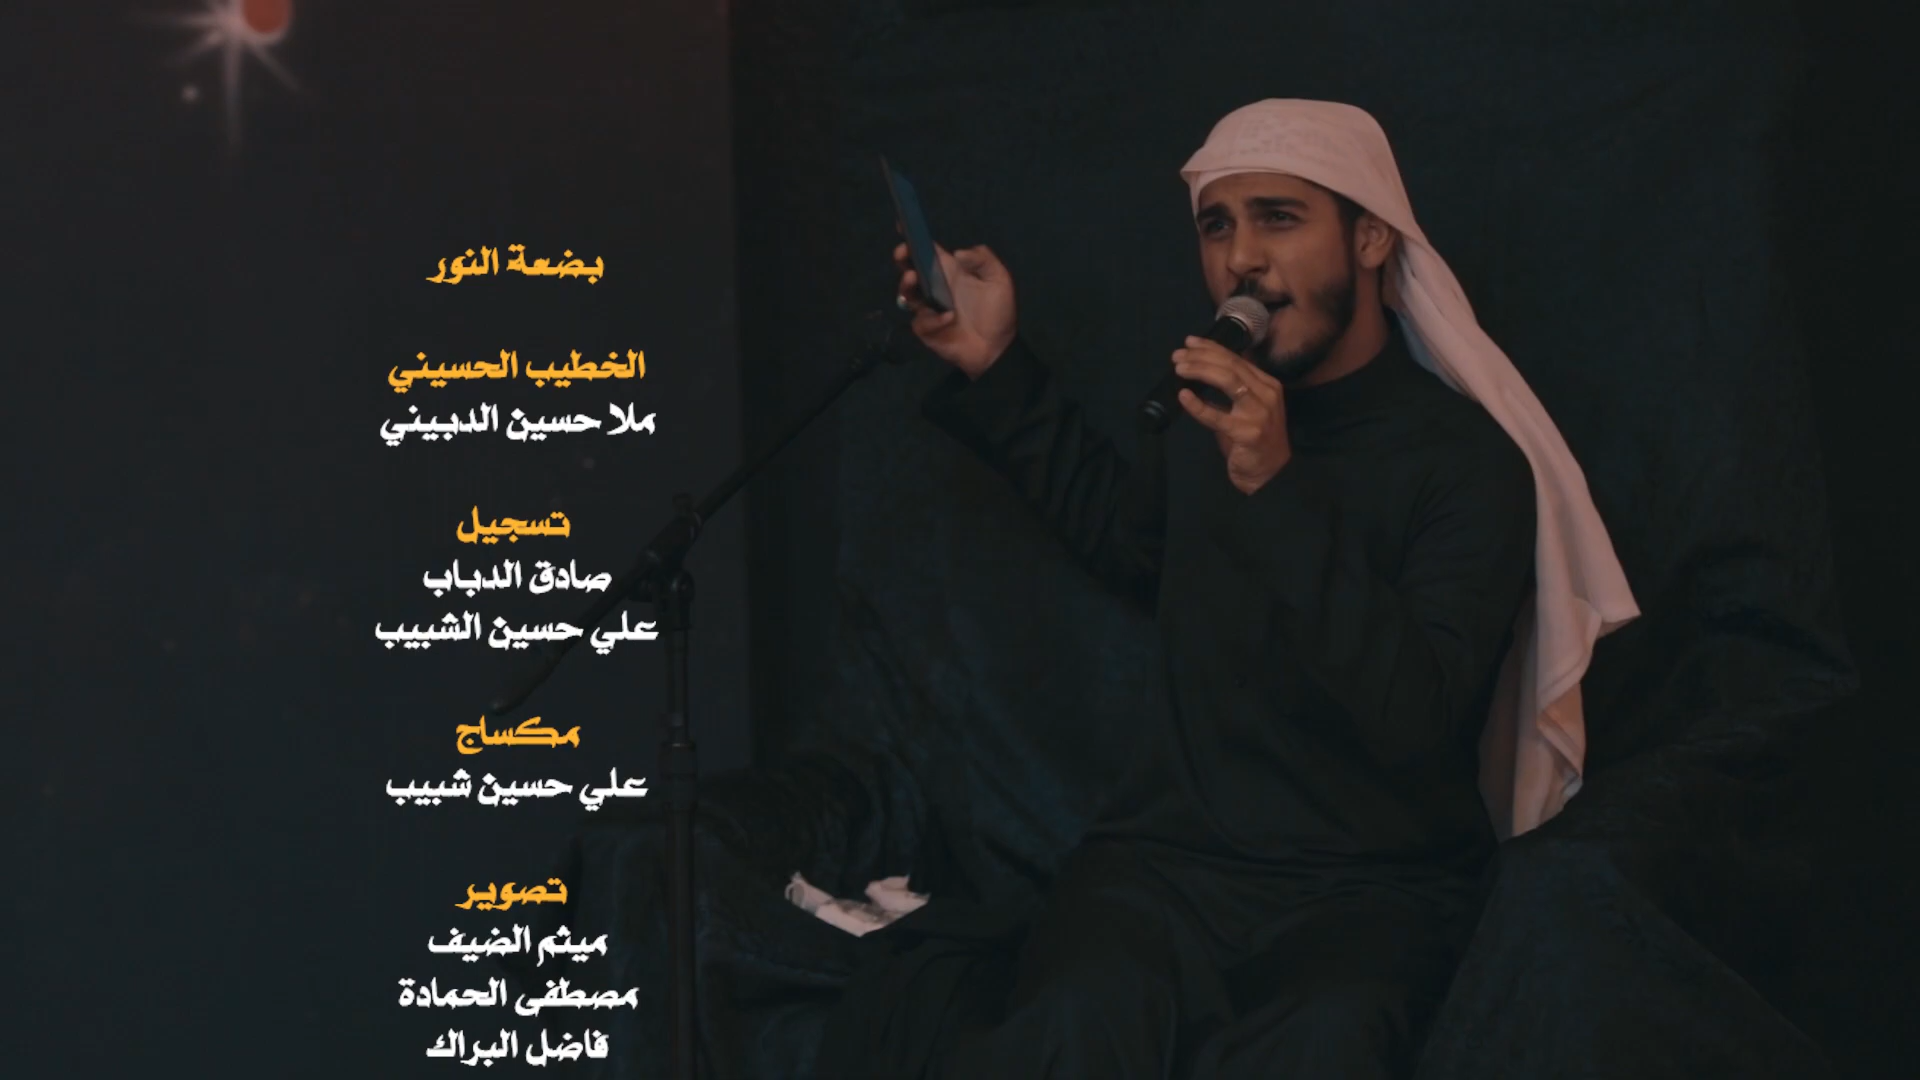 بضعة النور
الخطيب الحسيني
ملا حسين الدبيني
تسجيل
صادق الدباب
علي حسين الشبيب
مكساج
علي حسين شبيب
تصوير
ميثم الضيف
مصطفى الحمادة
فاضل البراك